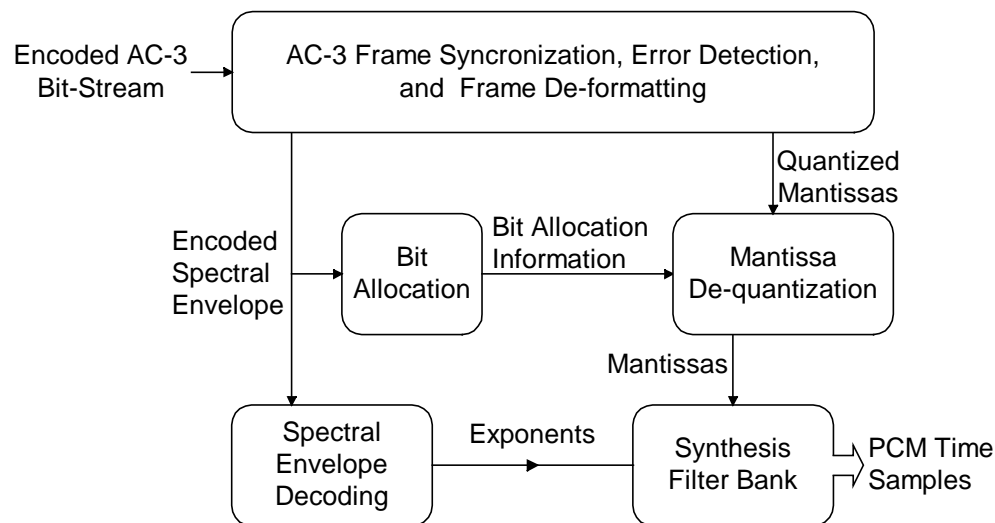 Encoded AC-3
Bit-Stream
AC-3 Frame Syncronization, Error Detection,
and Frame De-formatting
Quantized
Mantissas
Encoded
Spectral
Envelope
Bit
Allocation
Bit Allocation
Information
Mantissa
De-quantization
Mantissas
Spectral
Envelope
Decoding
Exponents
Synthesis
Filter Bank
PCM Time
Samples